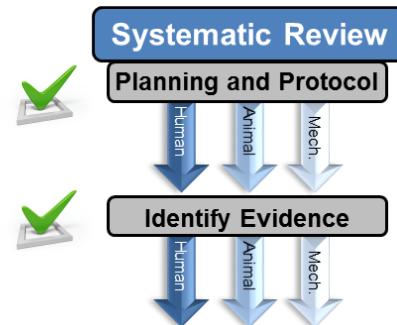 Systematic Review
Planning and Protocol
Human
Animal
Mech.
Identify Evidence
Human
Animal
Mech.